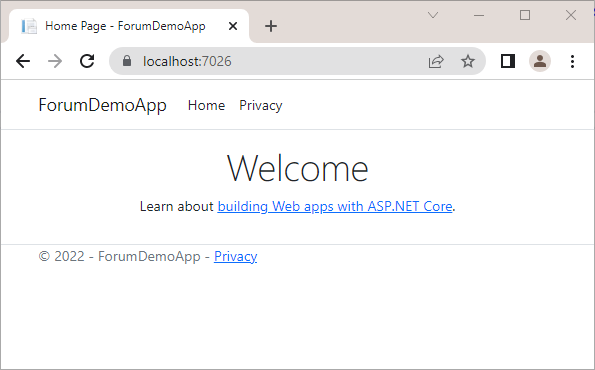 Home Page - ForumDemoApp
localhost:7026
ForumDemoApp Home Privacy
Welcome
Learn about building Web apps with ASP.NET Core.
© 2022 - ForumDemoApp - Privacy